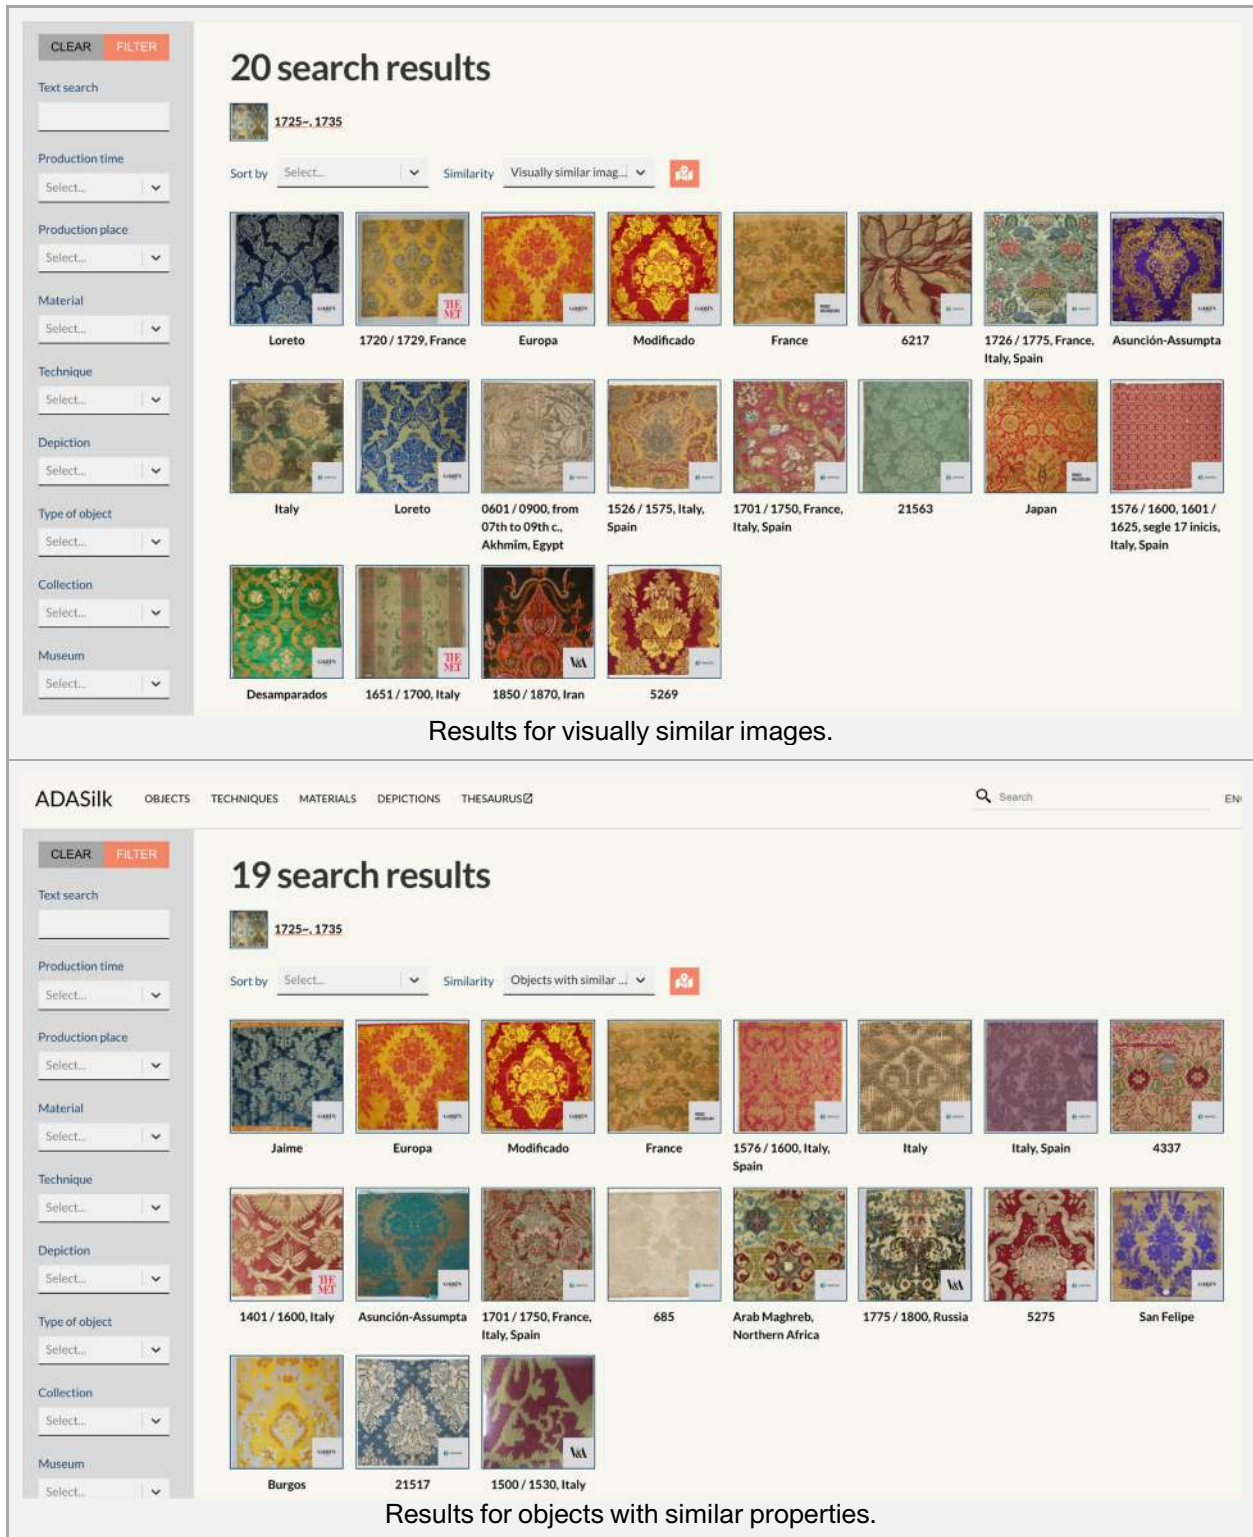 CLEAR FILTER
Text search
Production time
Select...
Production place
Select...
Material
Select...
Technique
Select...
Depiction
Select...
Type of object
Select...
Collection
Select...
Museum
Select...
20 search results
1725~, 1735
Sort by Select... Similarity Visually similar imag...
THE MET
Loreto 1720 / 1729, France Europa Modificado France 6217 1726 / 1775, France, Asunción-Assumpta
Italy, Spain
Italy Loreto 0601 / 0900, from 1526 / 1575, Italy, 1701 / 1750, France, 21563 Japan 1576 / 1600, 1601 /
07th to 09th c., Spain Italy, Spain 1625, segle 17 inicis,
Akhmîm, Egypt Italy, Spain
THE MET V&A
Desamparados 1651 / 1700, Italy 1850 / 1870, Iran 5269
Results for visually similar images.
ADASilk OBJECTS TECHNIQUES MATERIALS DEPICTIONS THESAURUS Search
CLEAR FILTER
Text search
Production time
Select...
Production place
Select...
Material
Select...
Technique
Select...
Depiction
Select...
Type of object
Select...
Collection
Select...
Museum
Select...
19 search results
1725~, 1735
Sort by Select... Similarity Objects with similar ...
Jaime Europa Modificado France 1576 / 1600, Italy, Italy Italy, Spain 4337
Spain
THE MET V&A
1401 / 1600, Italy Asunción-Assumpta 1701 / 1750, France, 685 Arab Maghreb, 1775 / 1800, Russia 5275 San Felipe
Italy, Spain Northern Africa
V&A
Burgos 21517 1500 / 1530, Italy
Results for objects with similar properties.